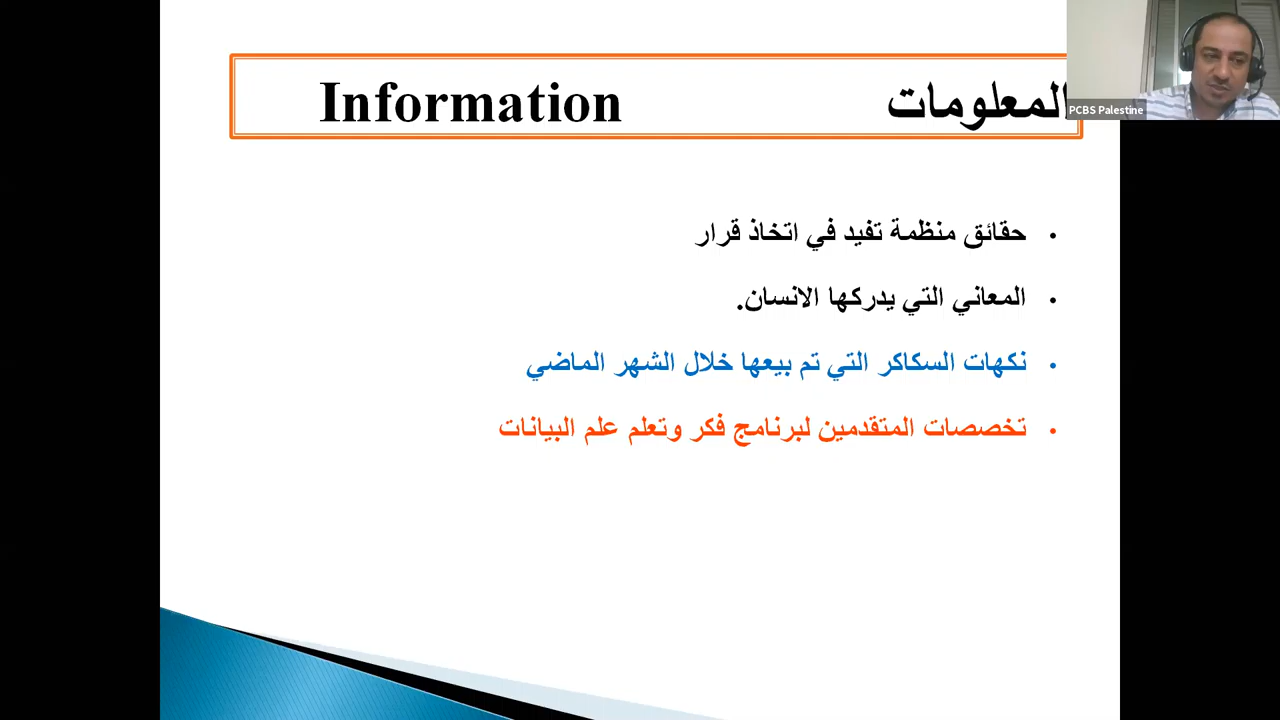 المعلومات Information
PCBS Palestine
• حقائق منظمة تفيد في اتخاذ قرار
• المعاني التي يدركها الانسان.
• نكهات السكاكر التي تم بيعها خلال الشهر الماضي
• تخصصات المتقدمين لبرنامج فكر وتعلم علم البيانات